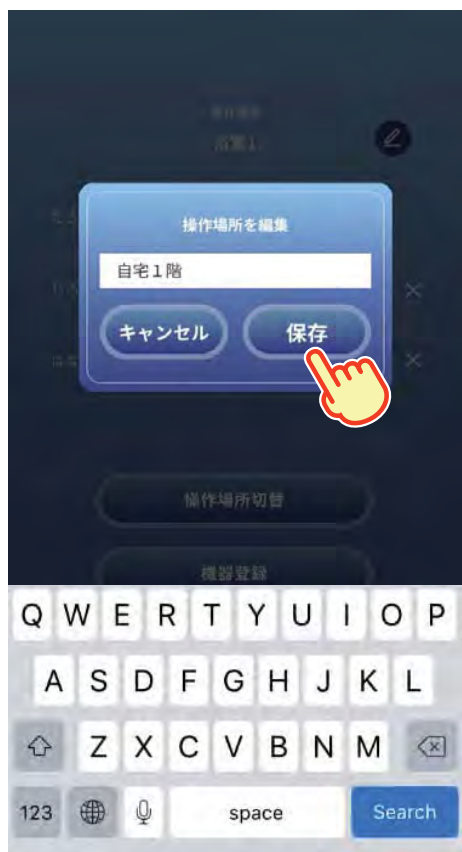 操作場所を編集
自宅１階
キャンセル 保存
操作場所切替
機器登録
Q W E R T Y U I O P
A S D F G H J K L
Z X C V B N M
123 space Search